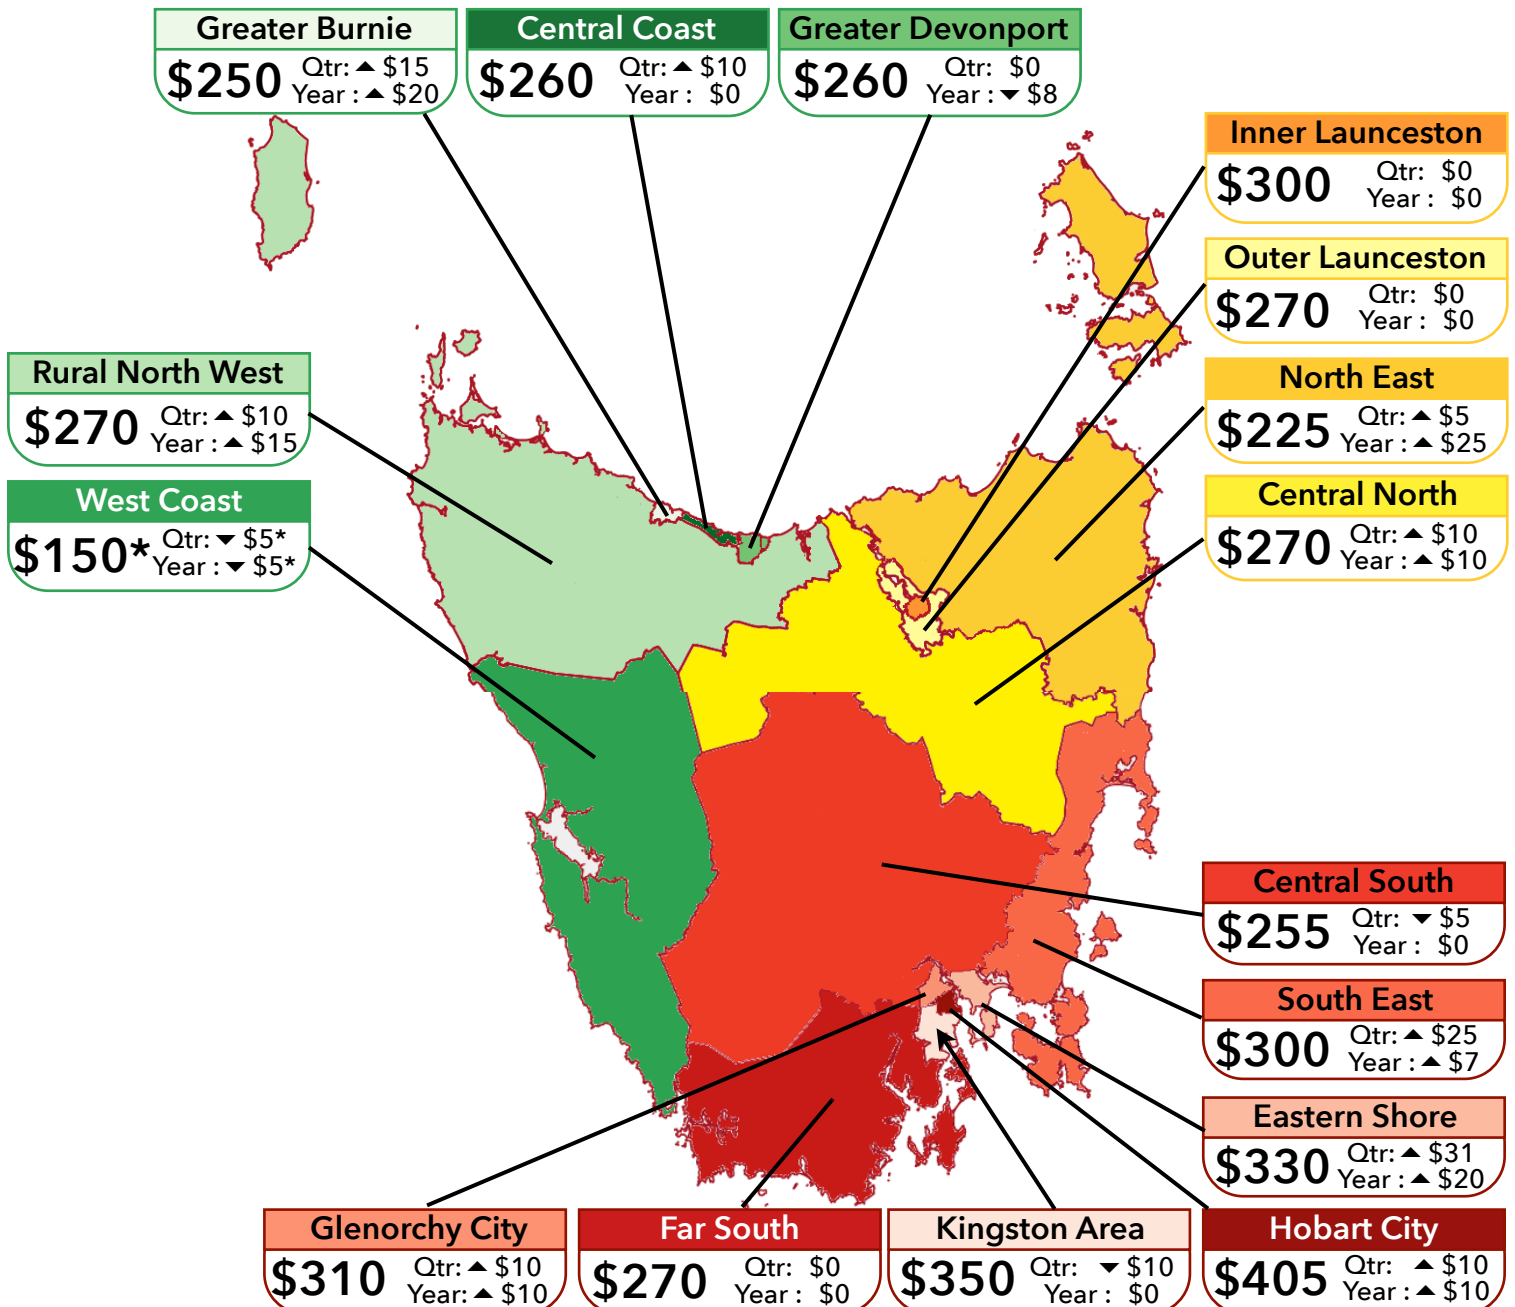 Greater Burnie
$250 Qtr: ▲ $15
Year : ▲ $20
Central Coast
$260 Qtr: ▲ $10
Year : $0
Greater Devonport
$260 Qtr: $0
Year : ▼ $8
Inner Launceston
$300 Qtr: $0
Year : $0
Outer Launceston
$270 Qtr: $0
Year : $0
Rural North West
$270 Qtr: ▲ $10
Year : ▲ $15
North East
$225 Qtr: ▲ $5
Year : ▲ $25
West Coast
$150* Qtr: ▼ $5*
Year : ▼ $5*
Central North
$270 Qtr: ▲ $10
Year : ▲ $10
Central South
$255 Qtr: ▼ $5
Year : $0
South East
$300 Qtr: ▲ $25
Year : ▲ $7
Eastern Shore
$330 Qtr: ▲ $31
Year : ▲ $20
Glenorchy City
$310 Qtr: ▲ $10
Year: ▲ $10
Far South
$270 Qtr: $0
Year : $0
Kingston Area
$350 Qtr: ▼ $10
Year : $0
Hobart City
$405 Qtr: ▲ $10
Year : ▲ $10